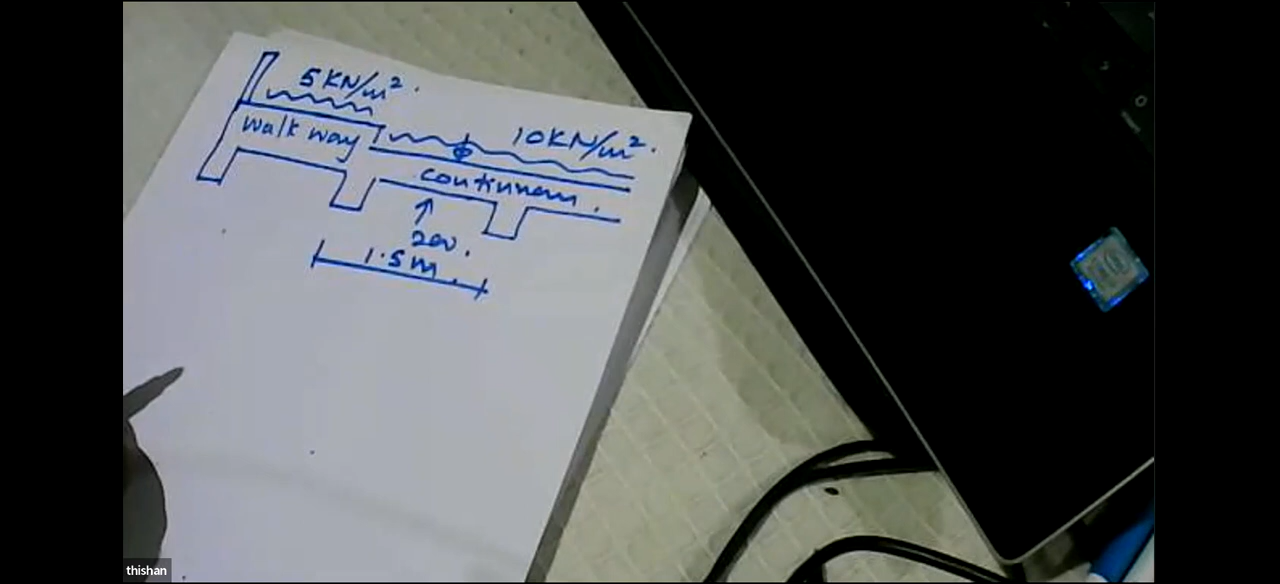 5KN/m².
Walk way
10KN/m².
continuous.
200.
1.5m.
thishan